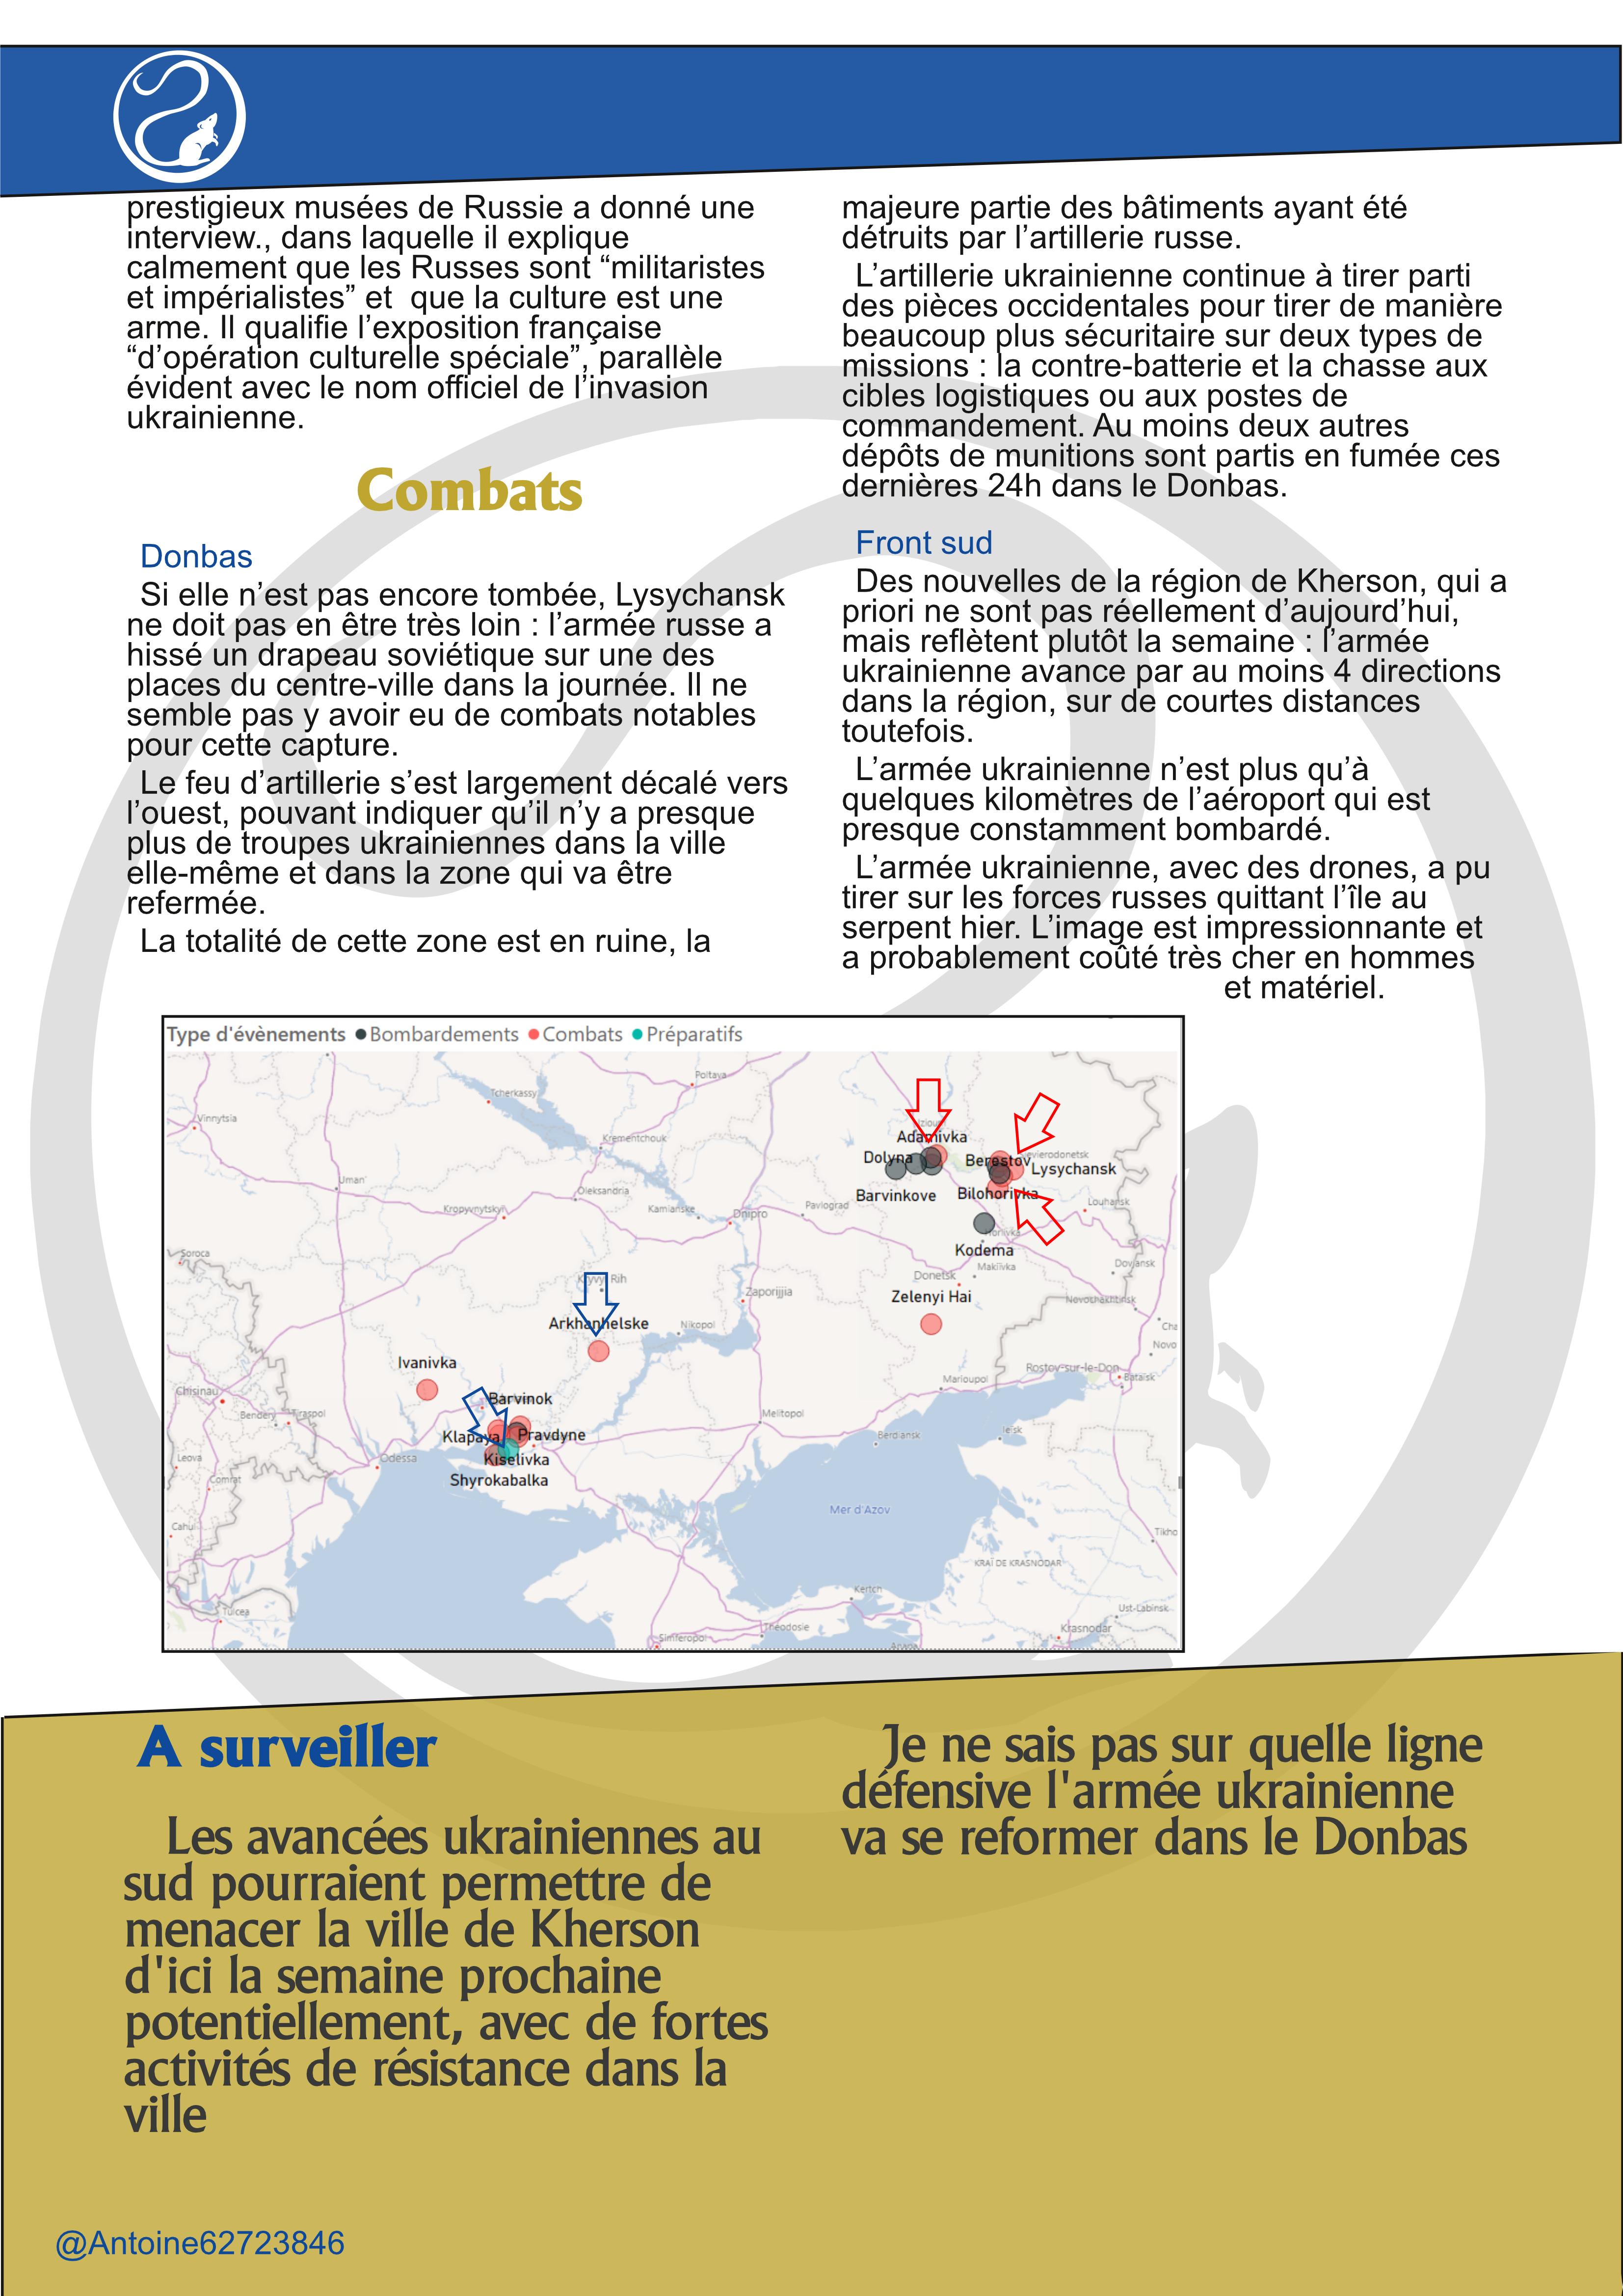 prestigieux musées de Russie a donné une
interview., dans laquelle il explique
calmement que les Russes sont “militaristes
et impérialistes” et  que la culture est une
arme. Il qualifie l’exposition française
“d’opération culturelle spéciale”, parallèle
évident avec le nom officiel de l’invasion
ukrainienne.
Combats
Donbas
Si elle n’est pas encore tombée, Lysychansk
ne doit pas en être très loin : l’armée russe a
hissé un drapeau soviétique sur une des
places du centre-ville dans la journée. Il ne
semble pas y avoir eu de combats notables
pour cette capture.
Le feu d’artillerie s’est largement décalé vers
l’ouest, pouvant indiquer qu’il n’y a presque
plus de troupes ukrainiennes dans la ville
elle-même et dans la zone qui va être
refermée.
La totalité de cette zone est en ruine, la
majeure partie des bâtiments ayant été
détruits par l’artillerie russe.
L’artillerie ukrainienne continue à tirer parti
des pièces occidentales pour tirer de manière
beaucoup plus sécuritaire sur deux types de
missions : la contre-batterie et la chasse aux
cibles logistiques ou aux postes de
commandement. Au moins deux autres
dépôts de munitions sont partis en fumée ces
dernières 24h dans le Donbas.
Front sud
Des nouvelles de la région de Kherson, qui a
priori ne sont pas réellement d’aujourd’hui,
mais reflètent plutôt la semaine : l’armée
ukrainienne avance par au moins 4 directions
dans la région, sur de courtes distances
toutefois.
L’armée ukrainienne n’est plus qu’à
quelques kilomètres de l’aéroport qui est
presque constamment bombardé.
L’armée ukrainienne, avec des drones, a pu
tirer sur les forces russes quittant l’île au
serpent hier. L’image est impressionnante et
a probablement coûté très cher en hommes
et matériel.
Type d'évènements Bombardements Combats Préparatifs
Poltava
Tcherkassy
Vinnytsia
Krementchouk
Adamivka
Dolyna
Berestov
Sievierodonetsk
Lysychansk
Uman
Oleksandria
Barvinkove
Bilohorivka
Kropyvnytskyi
Kamianske
Dnipro
Pavlograd
Louhansk
Horlivka
Kodema
Soroca
Makiïvka
Dovjansk
Donetsk
Kryvyi Rih
Zaporijjia
Zelenyi Hai
Novoshakhtinsk
Arkhanhelske
Nikopol
Cha
Novo
Ivanivka
Rostov-sur-le-Don
Bataïsk
Marioupol
Chisinau
Barvinok
Bendery
Tiraspol
Melitopol
Klapaya
Pravdyne
Berdiansk
Ieïsk
Leova
Odessa
Kiselivka
Comrat
Shyrokabalka
Mer d'Azov
Cahul
Tikho
KRAÏ DE KRASNODAR
Kertch
Tulcea
Ust-Labinsk
Simferopol
Théodosie
Krasnodar
Anapa
A surveiller
Les avancées ukrainiennes au
sud pourraient permettre de
menacer la ville de Kherson
d'ici la semaine prochaine
potentiellement, avec de fortes
activités de résistance dans la
ville
Je ne sais pas sur quelle ligne
défensive l'armée ukrainienne
va se reformer dans le Donbas
@Antoine62723846